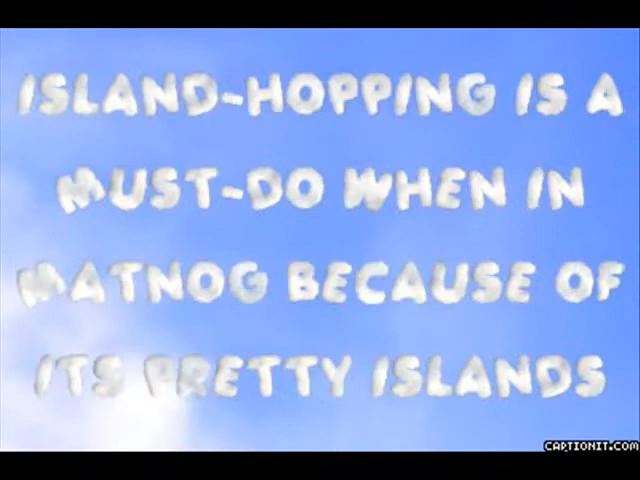 ISLAND-HOPPING IS A
MUST-DO WHEN IN
MATNOG BECAUSE OF
ITS PRETTY ISLANDS
CAPTIONIT.COM